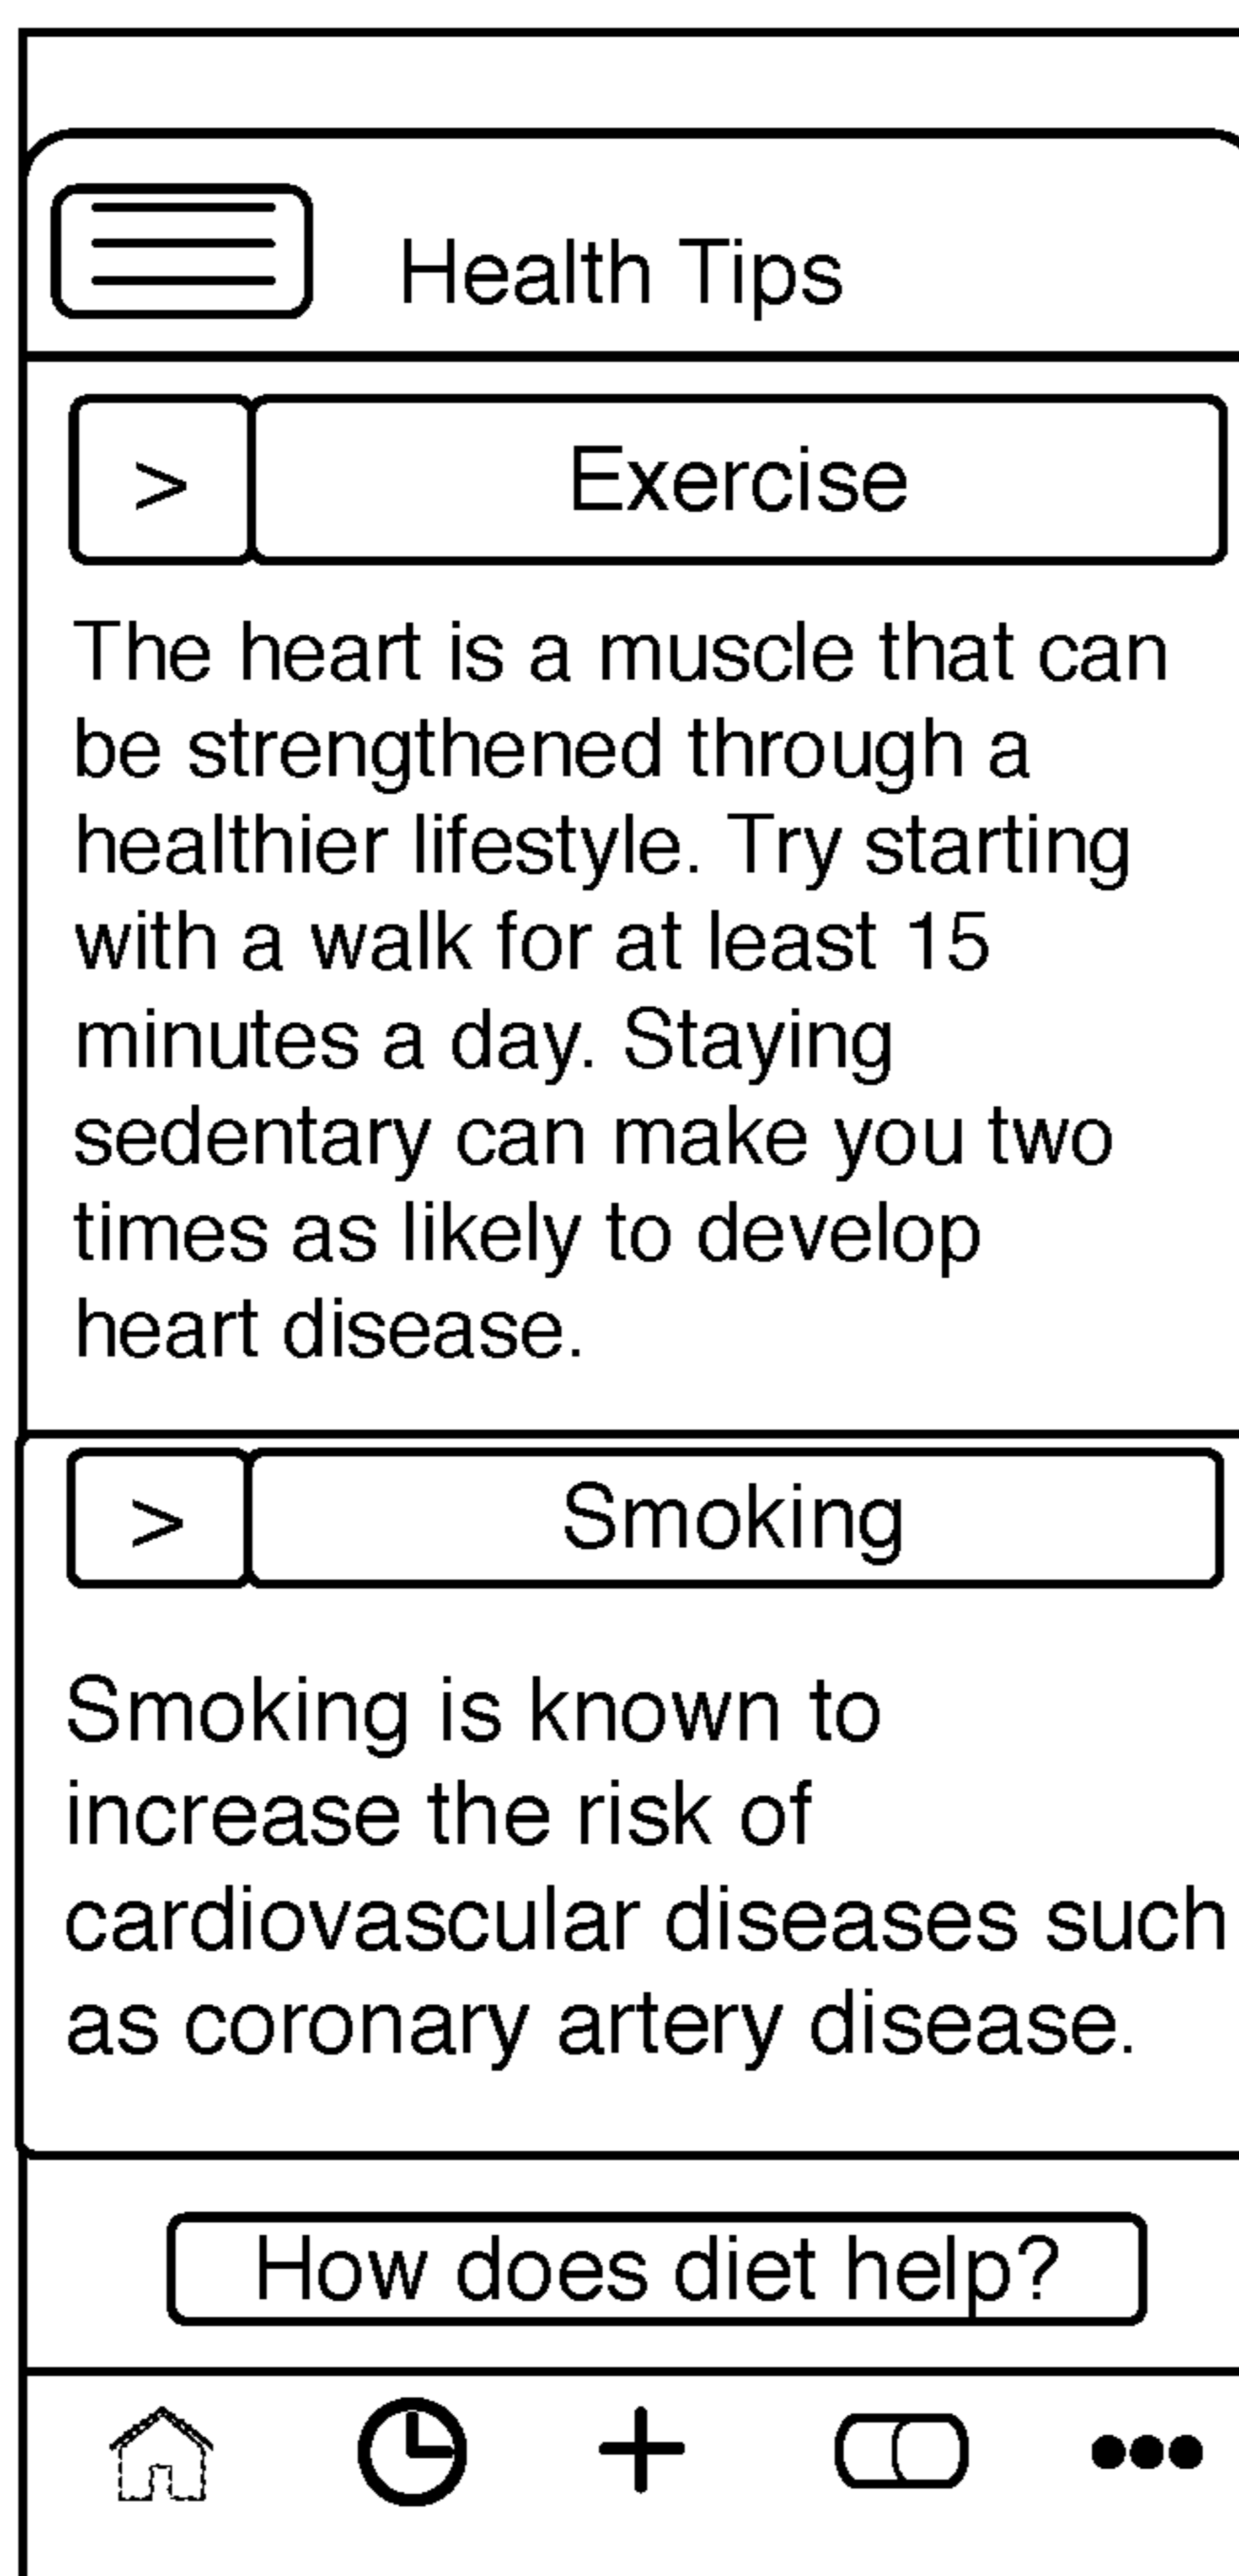 Health Tips
>
Exercise
The heart is a muscle that can
be strengthened through a
healthier lifestyle. Try starting
with a walk for at least 15
minutes a day. Staying
sedentary can make you two
times as likely to develop
heart disease.
>
Smoking
Smoking is known to
increase the risk of
cardiovascular diseases such
as coronary artery disease.
How does diet help?